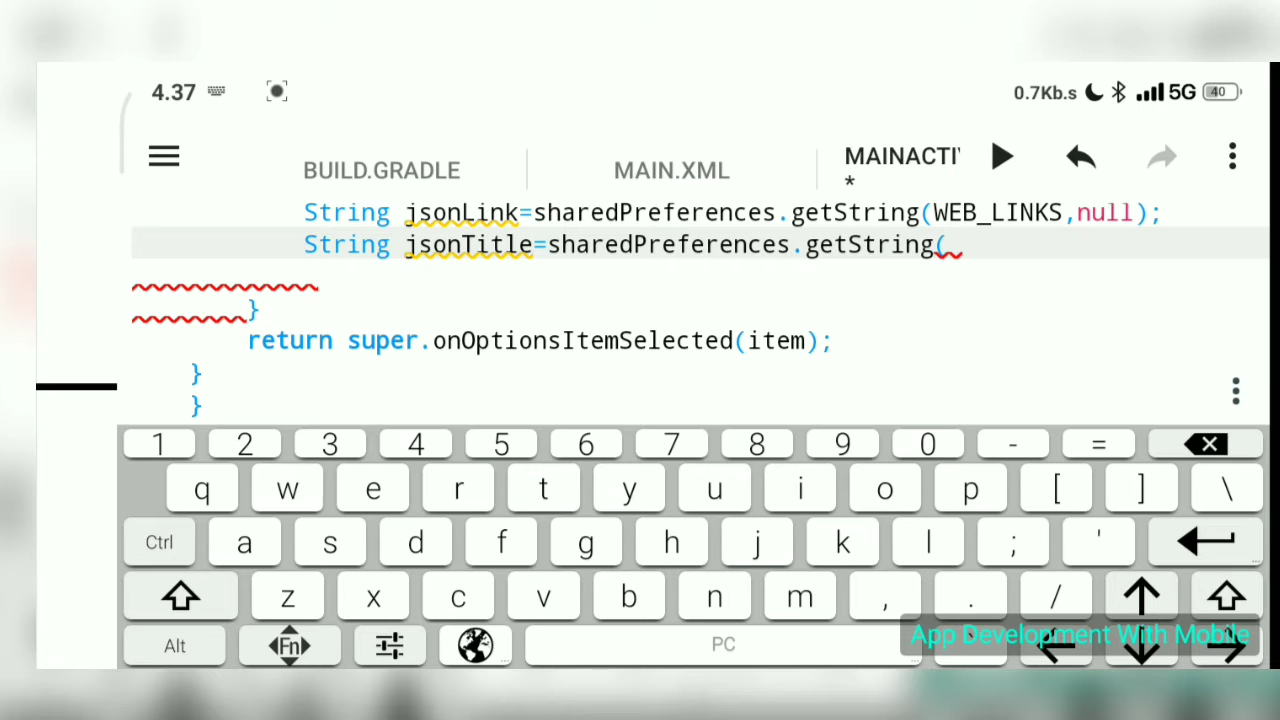 4.37
0.7Kb.s 5G 40
BUILD.GRADLE MAIN.XML MAINACTI
*
String jsonLink=sharedPreferences.getString(WEB_LINKS,null);
String jsonTitle=sharedPreferences.getString(
}
return super.onOptionsItemSelected(item);
}
}
1 2 3 4 5 6 7 8 9 0 - =
q w e r t y u i o p [ ] \
Ctrl a s d f g h j k l ; '
z x c v b n m , . /
App Development With Mobile
Alt Fn PC